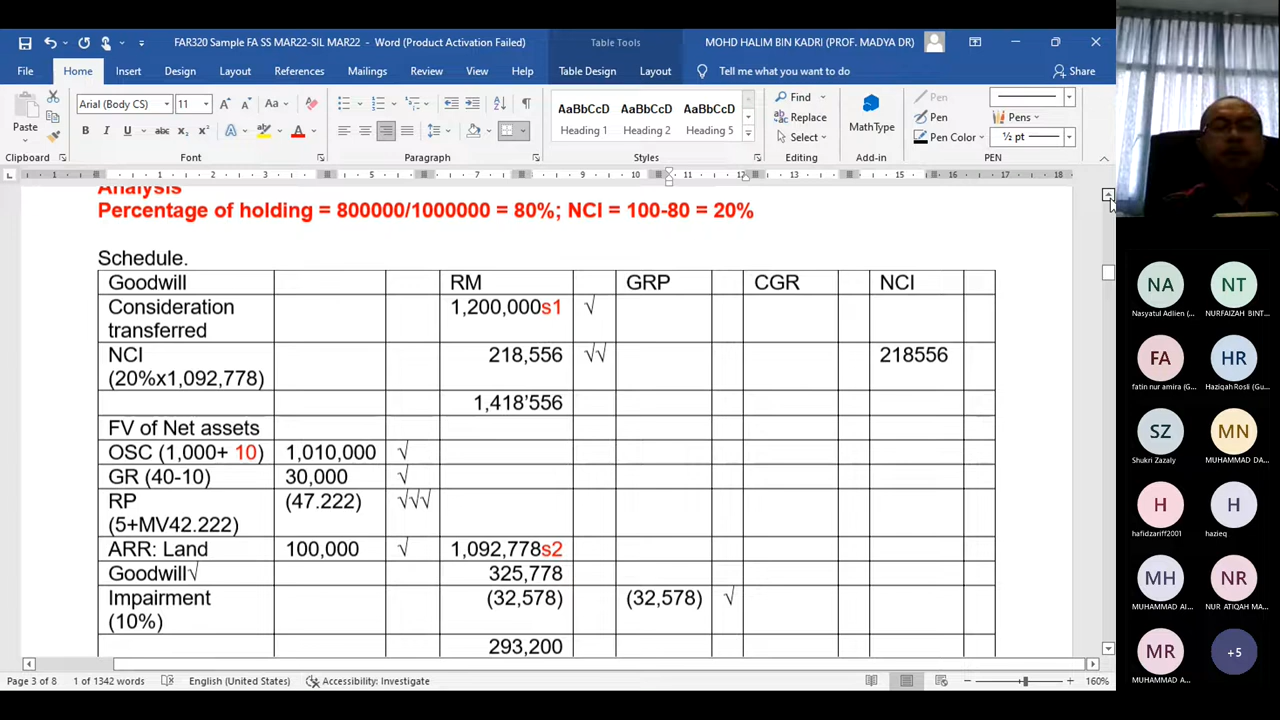 FAR320 Sample FA SS MAR22-SIL MAR22 - Word (Product Activation Failed)
Table Tools
MOHD HALIM BIN KADRI (PROF. MADYA DR)
File Home Insert Design Layout References Mailings Review View Help Table Design Layout Tell me what you want to do Share
Arial (Body CS) 11
Paste
AaBbCcD AaBbCcD AaBbCcD
Heading 1 Heading 2 Heading 5
Find
Replace
Select
MathType
Pen
Pen
Pen Color
Pens
½ pt
Clipboard Font Paragraph Styles Editing Add-in PEN
Analysis
Percentage of holding = 800000/1000000 = 80%; NCI = 100-80 = 20%
Schedule.
Goodwill RM GRP CGR NCI
Consideration transferred 1,200,000s1 √
NCI (20%x1,092,778) 218,556 √√ 218556
1,418’556
FV of Net assets
OSC (1,000+ 10) 1,010,000 √
GR (40-10) 30,000 √
RP (5+MV42.222) (47.222) √√√
ARR: Land 100,000 √ 1,092,778s2
Goodwill√ 325,778
Impairment (10%) (32,578) (32,578) √
293,200
Page 3 of 8 1 of 1342 words English (United States) Accessibility: Investigate 160%
NA NT
Nasyatul Adlien (... NURFAIZAH BINT...
FA HR
fatin nur amira (G... Haziqah Rosli (Gu...
SZ MN
Shukri Zazaly MUHAMMAD DA...
H H
hafidzariff2001 hazieq
MH NR
MUHAMMAD AI... NUR ATIQAH MA...
MR +5
MUHAMMAD A...